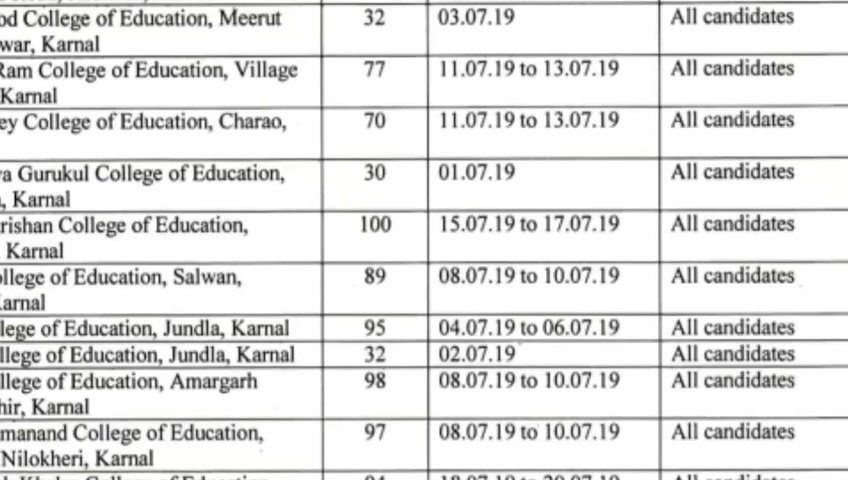 od College of Education, Meerut 32 03.07.19 All candidates
war, Karnal
Ram College of Education, Village 77 11.07.19 to 13.07.19 All candidates
Karnal
ey College of Education, Charao, 70 11.07.19 to 13.07.19 All candidates
a Gurukul College of Education, 30 01.07.19 All candidates
, Karnal
rishan College of Education, 100 15.07.19 to 17.07.19 All candidates
Karnal
ollege of Education, Salwan, 89 08.07.19 to 10.07.19 All candidates
Karnal
lege of Education, Jundla, Karnal 95 04.07.19 to 06.07.19 All candidates
llege of Education, Jundla, Karnal 32 02.07.19 All candidates
llege of Education, Amargarh 98 08.07.19 to 10.07.19 All candidates
hir, Karnal
manand College of Education, 97 08.07.19 to 10.07.19 All candidates
Nilokheri, Karnal